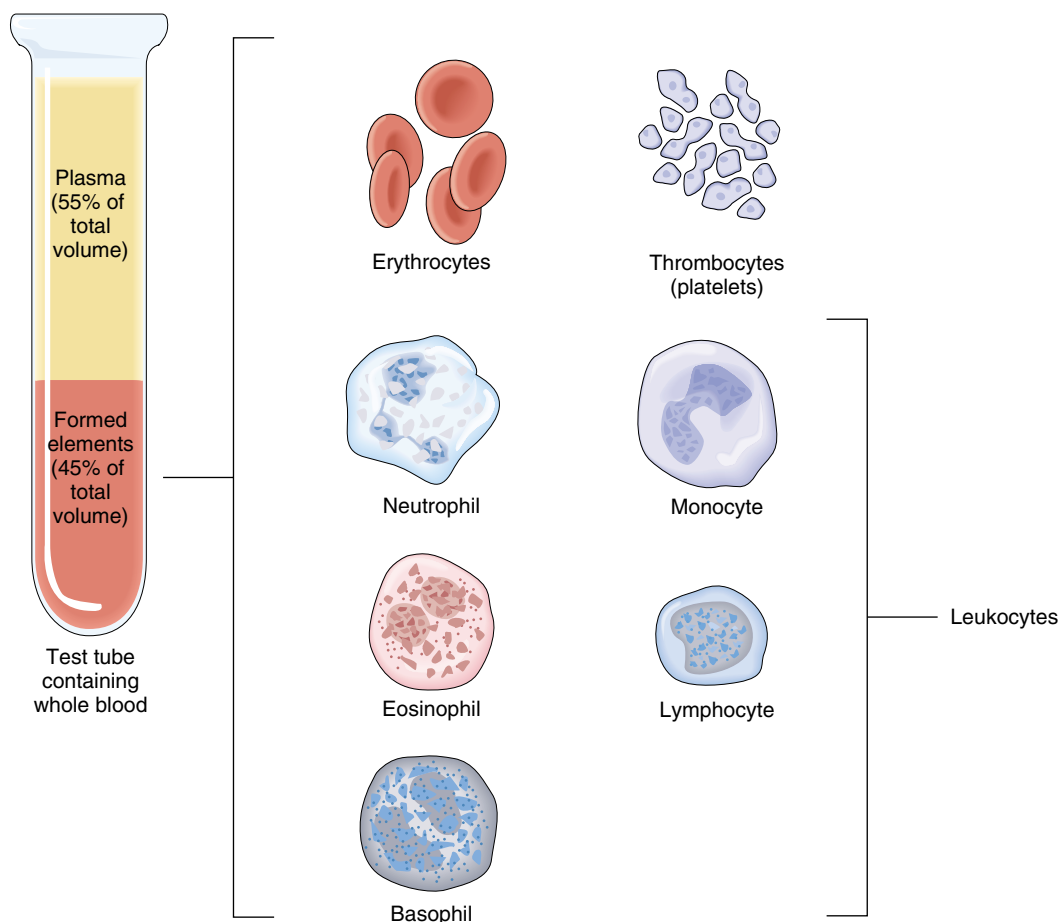 Plasma
(55% of
total
volume)
Formed
elements
(45% of
total
volume)
Test tube
containing
whole blood
Erythrocytes
Thrombocytes
(platelets)
Neutrophil
Monocyte
Eosinophil
Lymphocyte
Basophil
Leukocytes